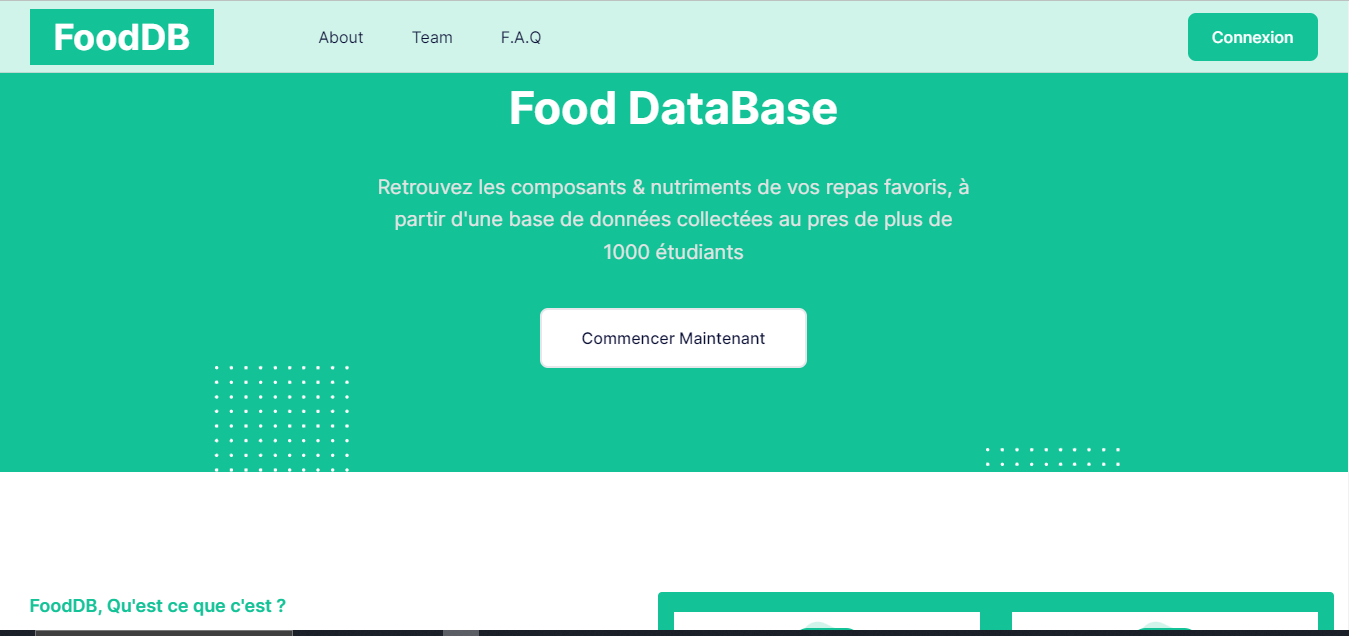 FoodDB
About
Team
F.A.Q
Connexion
Food DataBase
Retrouvez les composants & nutriments de vos repas favoris, à
partir d'une base de données collectées au pres de plus de
1000 étudiants
Commencer Maintenant
FoodDB, Qu'est ce que c'est ?